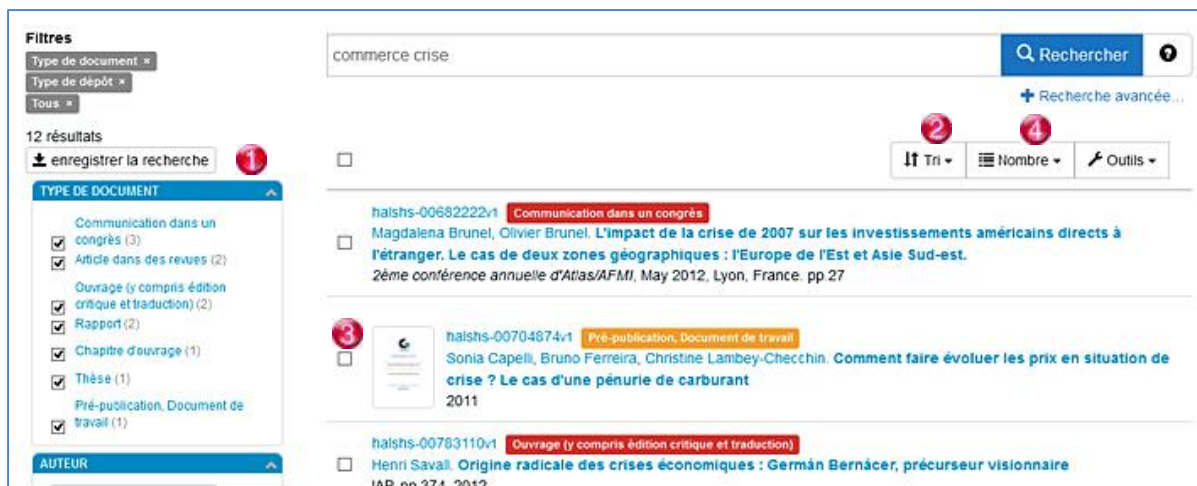 Filtres
Type de document ×
Type de dépôt ×
Tous ×
12 résultats
enregistrer la recherche
1
TYPE DE DOCUMENT
Communication dans un
congrès (3)
Article dans des revues (2)
Ouvrage (y compris édition
critique et traduction) (2)
Rapport (2)
Chapitre d'ouvrage (1)
Thèse (1)
Pré-publication, Document de
travail (1)
AUTEUR
commerce crise
Rechercher
?
Recherche avancée...
2
4
Tri
Nombre
Outils
halshs-00682222v1 Communication dans un congrès
Magdalena Brunel, Olivier Brunel. L'impact de la crise de 2007 sur les investissements américains directs à
l'étranger. Le cas de deux zones géographiques : l'Europe de l'Est et Asie Sud-est.
2ème conférence annuelle d'Atlas/AFMI, May 2012, Lyon, France. pp.27
3
halshs-00704874v1 Pré-publication, Document de travail
Sonia Capelli, Bruno Ferreira, Christine Lambey-Checchin. Comment faire évoluer les prix en situation de
crise ? Le cas d'une pénurie de carburant
2011
halshs-00783110v1 Ouvrage (y compris édition critique et traduction)
Henri Savall. Origine radicale des crises économiques : Germán Bernácer, précurseur visionnaire
IAP, pp.374, 2012